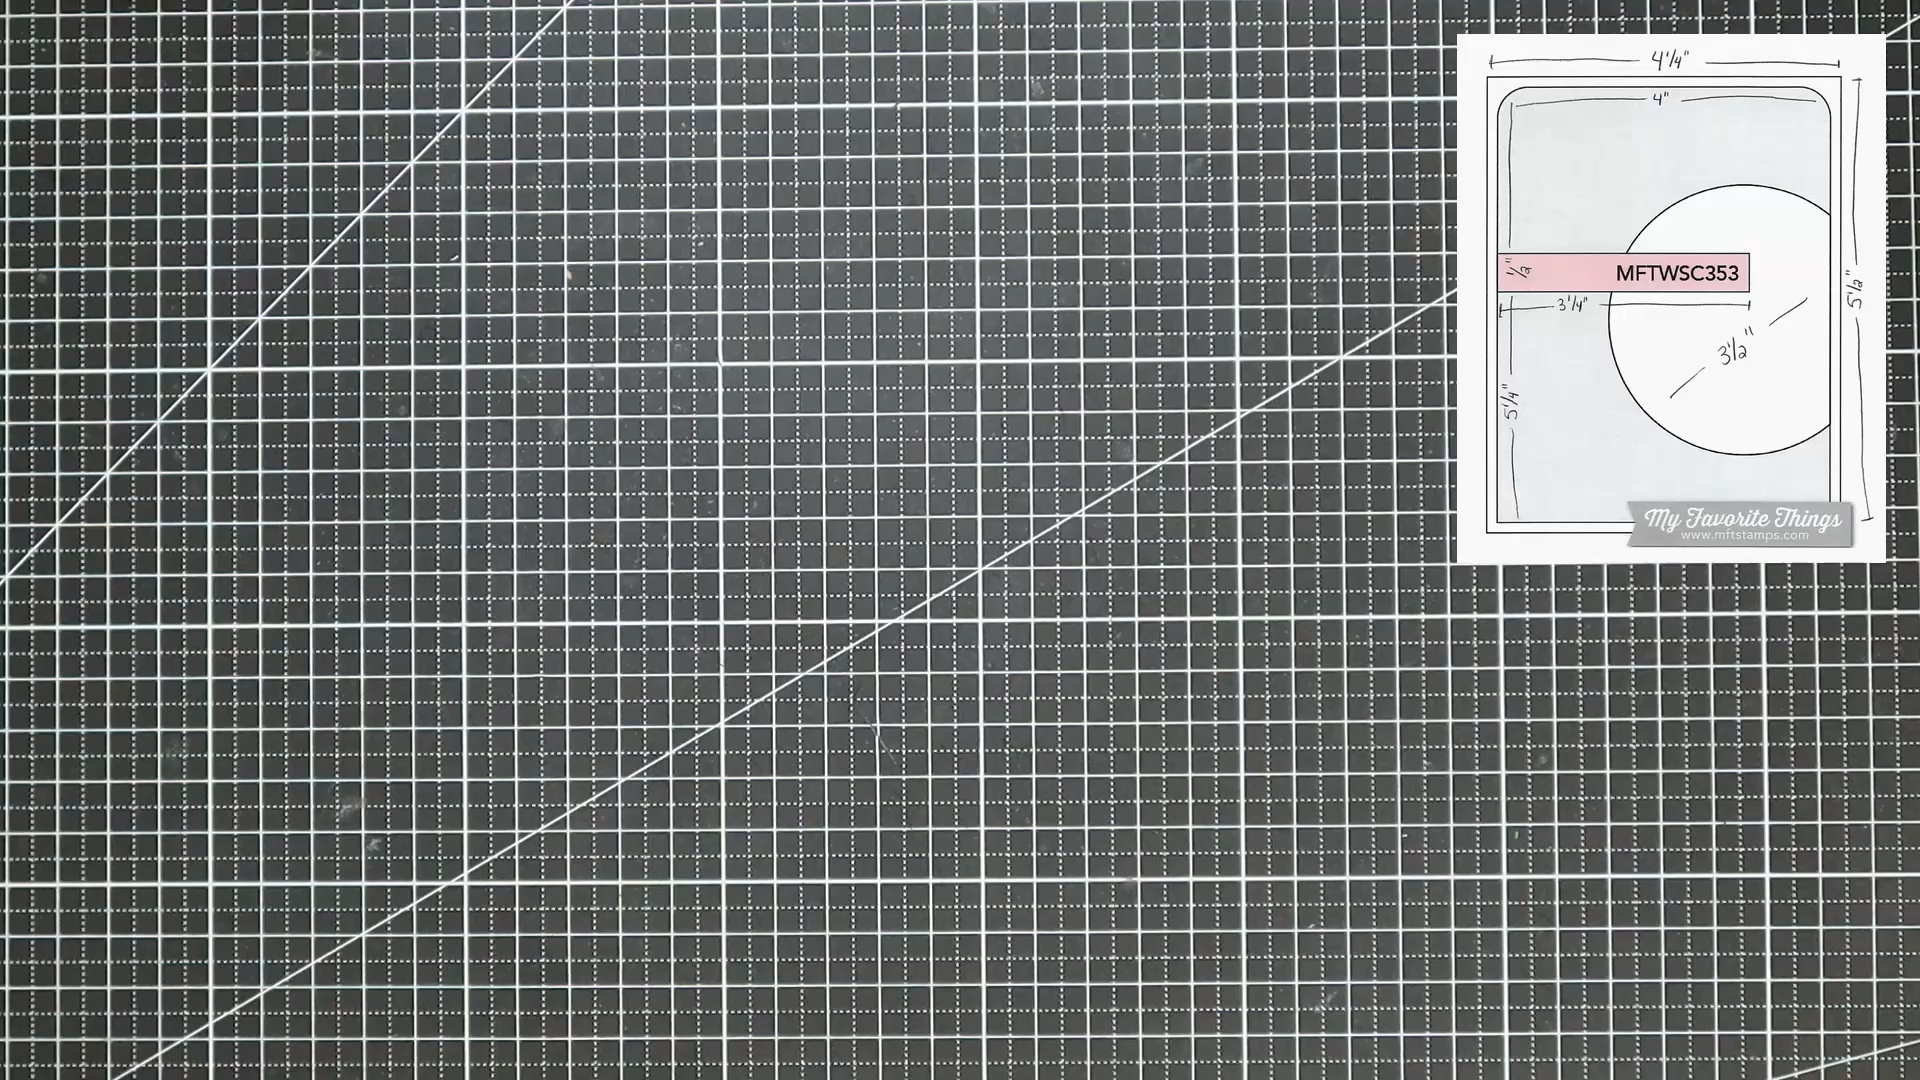 4 1/4"
4"
1/2"
MFTWSC353
3 1/4"
5 1/2"
3 1/2"
5 1/4"
My Favorite Things
www.mftstamps.com